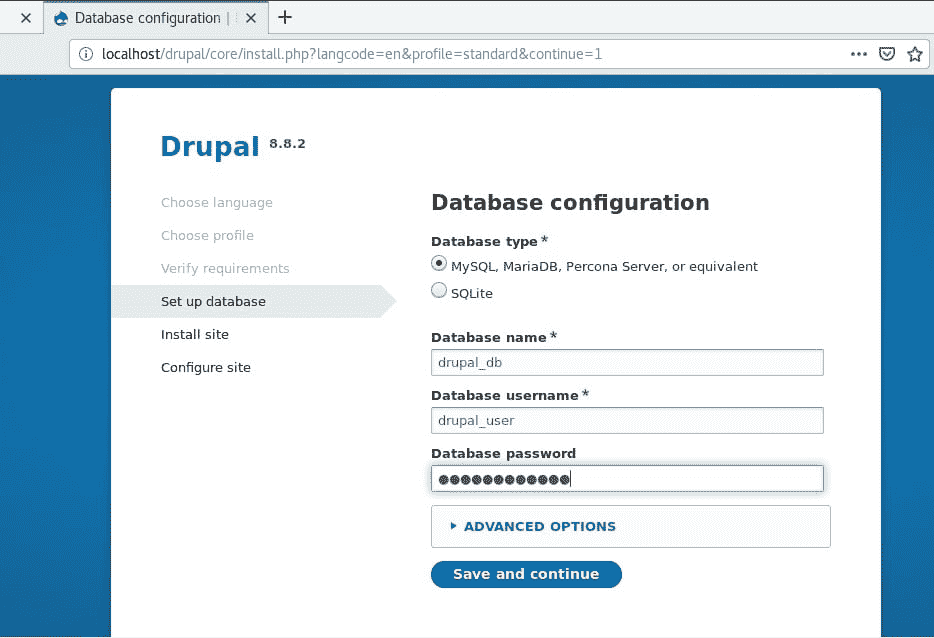 Database configuration |
localhost/drupal/core/install.php?langcode=en&profile=standard&continue=1
Drupal 8.8.2
Choose language
Choose profile
Verify requirements
Set up database
Install site
Configure site
Database configuration
Database type *
MySQL, MariaDB, Percona Server, or equivalent
SQLite
Database name *
drupal_db
Database username *
drupal_user
Database password
●●●●●●●●●●●●
ADVANCED OPTIONS
Save and continue